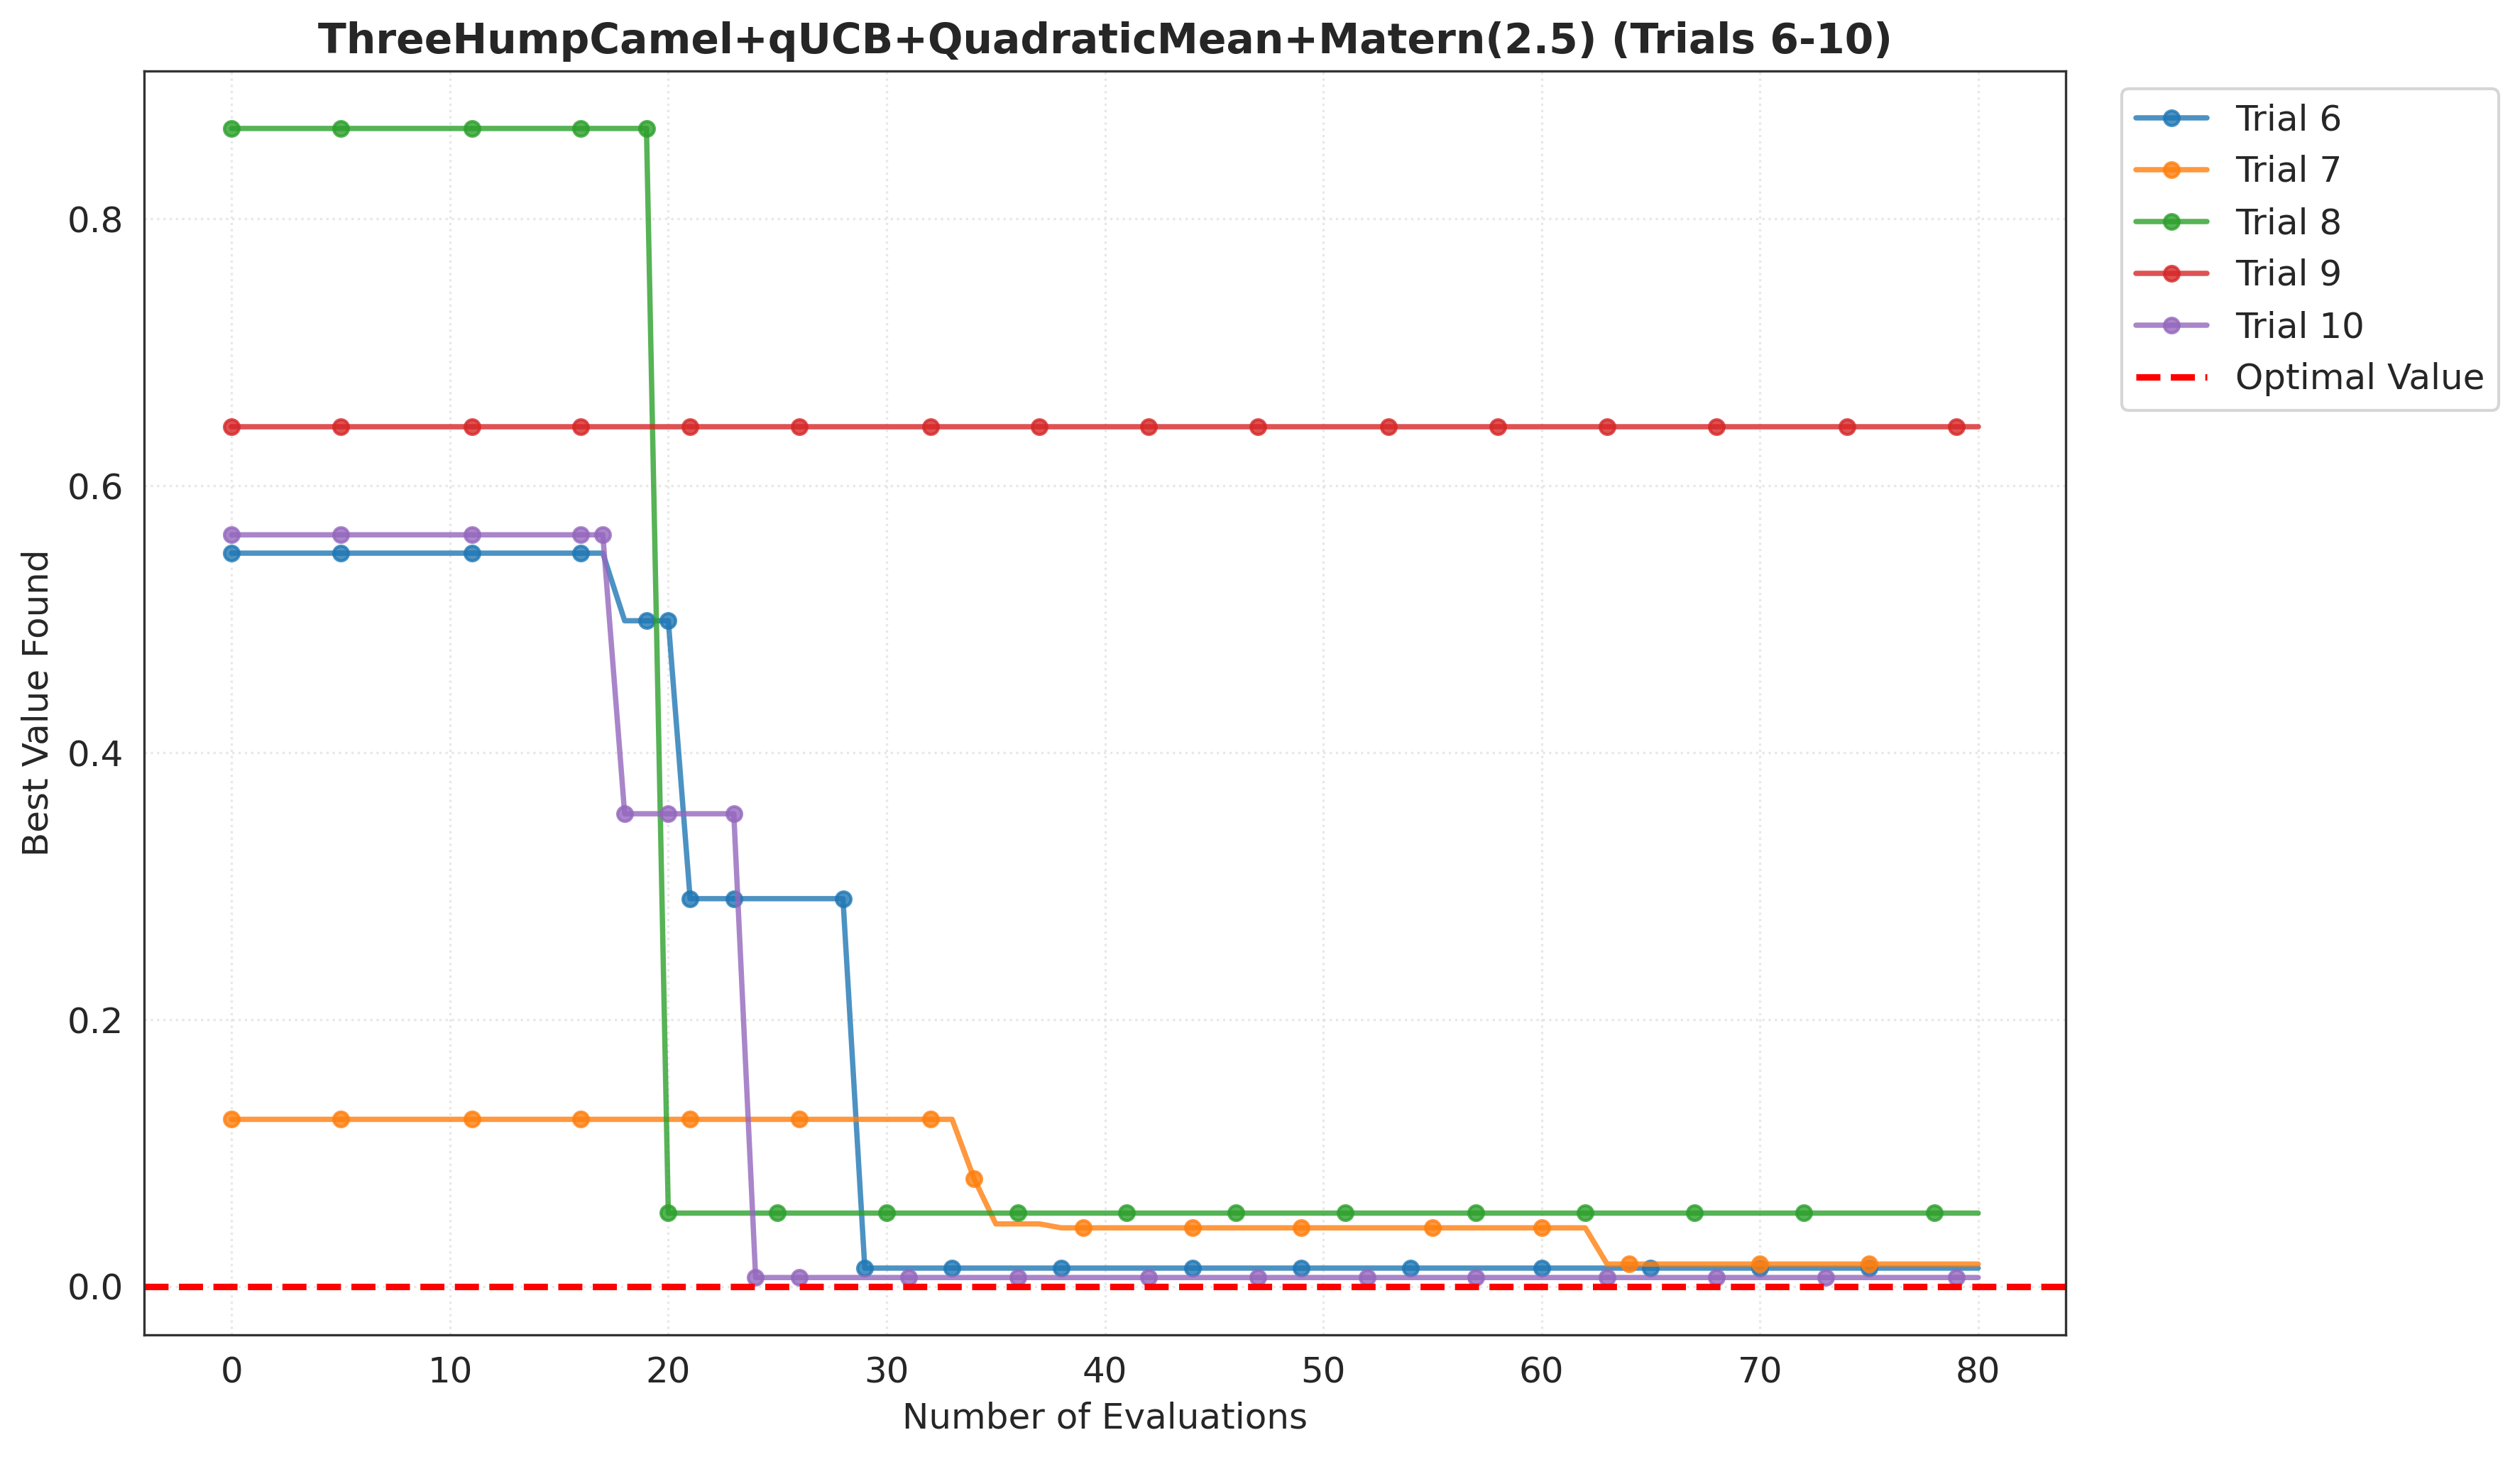 ThreeHumpCamel+qUCB+QuadraticMean+Matern(2.5) (Trials 6-10)
Best Value Found
0.8
0.6
0.4
0.2
0.0
0 10 20 30 40 50 60 70 80
Number of Evaluations
Trial 6
Trial 7
Trial 8
Trial 9
Trial 10
Optimal Value